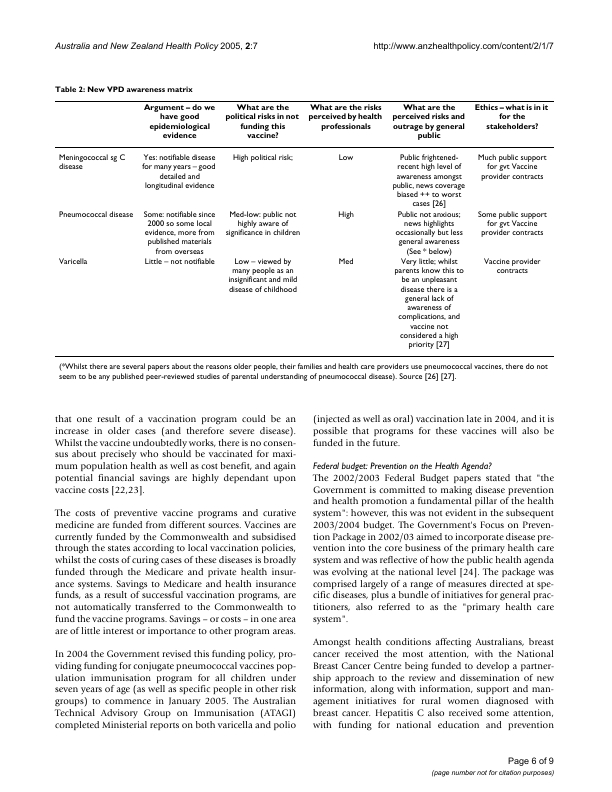 Australia and New Zealand Health Policy 2005, 2:7
http://www.anzhealthpolicy.com/content/2/1/7
Table 2: New VPD awareness matrix
Argument – do we
have good
epidemiological
evidence
What are the
political risks in not
funding this
vaccine?
What are the risks
perceived by health
professionals
What are the
perceived risks and
outrage by general
public
Ethics – what is in it
for the
stakeholders?
Meningococcal sg C
disease
Yes: notifiable disease
for many years – good
detailed and
longitudinal evidence
High political risk;
Low
Public frightened-
recent high level of
awareness amongst
public, news coverage
biased ++ to worst
cases [26]
Much public support
for gvt Vaccine
provider contracts
Pneumococcal disease
Some: notifiable since
2000 so some local
evidence, more from
published materials
from overseas
Med-low: public not
highly aware of
significance in children
High
Public not anxious;
news highlights
occasionally but less
general awareness
(See * below)
Some public support
for gvt Vaccine
provider contracts
Varicella
Little – not notifiable
Low – viewed by
many people as an
insignificant and mild
disease of childhood
Med
Very little; whilst
parents know this to
be an unpleasant
disease there is a
general lack of
awareness of
complications, and
vaccine not
considered a high
priority [27]
Vaccine provider
contracts
(*Whilst there are several papers about the reasons older people, their families and health care providers use pneumococcal vaccines, there do not
seem to be any published peer-reviewed studies of parental understanding of pneumococcal disease). Source [26] [27].
that one result of a vaccination program could be an
increase in older cases (and therefore severe disease).
Whilst the vaccine undoubtedly works, there is no consen-
sus about precisely who should be vaccinated for maxi-
mum population health as well as cost benefit, and again
potential financial savings are highly dependant upon
vaccine costs [22,23].
The costs of preventive vaccine programs and curative
medicine are funded from different sources. Vaccines are
currently funded by the Commonwealth and subsidised
through the states according to local vaccination policies,
whilst the costs of curing cases of these diseases is broadly
funded through the Medicare and private health insur-
ance systems. Savings to Medicare and health insurance
funds, as a result of successful vaccination programs, are
not automatically transferred to the Commonwealth to
fund the vaccine programs. Savings – or costs – in one area
are of little interest or importance to other program areas.
In 2004 the Government revised this funding policy, pro-
viding funding for conjugate pneumococcal vaccines pop-
ulation immunisation program for all children under
seven years of age (as well as specific people in other risk
groups) to commence in January 2005. The Australian
Technical Advisory Group on Immunisation (ATAGI)
completed Ministerial reports on both varicella and polio
(injected as well as oral) vaccination late in 2004, and it is
possible that programs for these vaccines will also be
funded in the future.
Federal budget: Prevention on the Health Agenda?
The 2002/2003 Federal Budget papers stated that "the
Government is committed to making disease prevention
and health promotion a fundamental pillar of the health
system": however, this was not evident in the subsequent
2003/2004 budget. The Government's Focus on Preven-
tion Package in 2002/03 aimed to incorporate disease pre-
vention into the core business of the primary health care
system and was reflective of how the public health agenda
was evolving at the national level [24]. The package was
comprised largely of a range of measures directed at spe-
cific diseases, plus a bundle of initiatives for general prac-
titioners, also referred to as the "primary health care
system".
Amongst health conditions affecting Australians, breast
cancer received the most attention, with the National
Breast Cancer Centre being funded to develop a partner-
ship approach to the review and dissemination of new
information, along with information, support and man-
agement initiatives for rural women diagnosed with
breast cancer. Hepatitis C also received some attention,
with funding for national education and prevention
Page 6 of 9
(page number not for citation purposes)